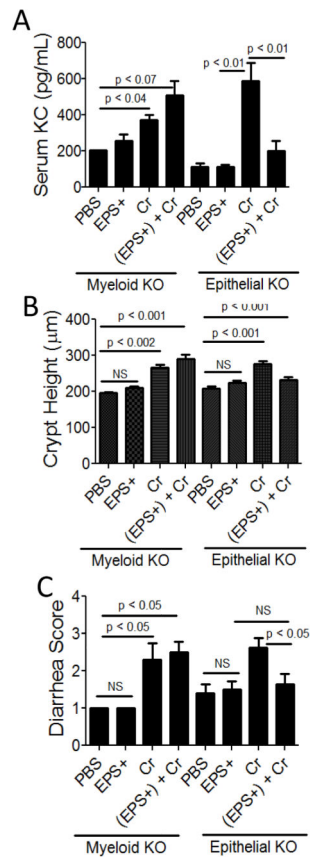 A
Serum KC (pg/mL)
800
600
400
200
0
p < 0.07
p < 0.04
p < 0.01
p < 0.01
PBS
EPS+
Cr
(EPS+) + Cr
PBS
EPS+
Cr
(EPS+) + Cr
Myeloid KO
Epithelial KO
B
Crypt Height (μm)
400
300
200
100
0
p < 0.001
p < 0.002
NS
p < 0.001
p < 0.001
NS
PBS
EPS+
Cr
(EPS+) + Cr
PBS
EPS+
Cr
(EPS+) + Cr
Myeloid KO
Epithelial KO
C
Diarrhea Score
4
3
2
1
0
p < 0.05
p < 0.05
NS
NS
p < 0.05
NS
PBS
EPS+
Cr
(EPS+) + Cr
PBS
EPS+
Cr
(EPS+) + Cr
Myeloid KO
Epithelial KO